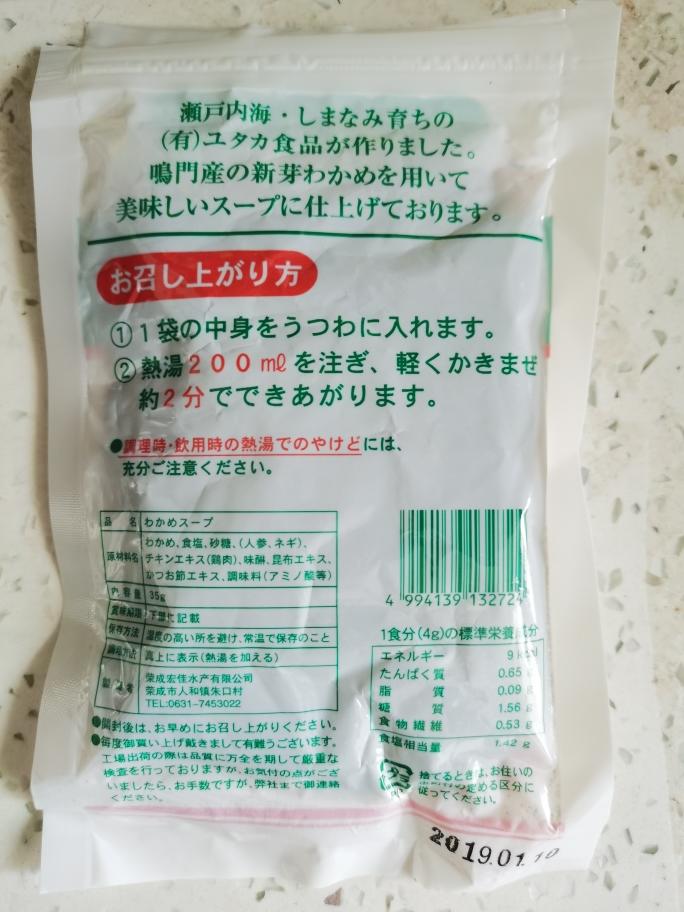 瀬戸内海・しまなみ育ちの
(有)ユタカ食品が作りました。
鳴門産の新芽わかめを用いて
美味しいスープに仕上げております。
お召し上がり方
①1袋の中身をうつわに入れます。
②熱湯200㎖を注ぎ、軽くかきまぜ
約2分でできあがります。
●調理時・飲用時の熱湯でのやけどには、
充分ご注意ください。
品名 わかめスープ
原材料名 わかめ、食塩、砂糖、(人参、ネギ)、
チキンエキス(鶏肉)、味醂、昆布エキス、
かつお節エキス、調味料(アミノ酸等)
内容量 35g
賞味期限 下部に記載
保存方法 湿度の高い所を避け、常温で保存のこと
調理方法 真上に表示(熱湯を加える)
製造者 荣成宏佳水产有限公司
荣成市人和镇朱口村
TEL:0631-7453022
●開封後は、お早めにお召し上がりください。
●毎度御買い上げ戴きまして有難うございます。
工場出荷の際は品質に万全を期して厳重な
検査を行っておりますが、お気付の点がござ
いましたら、お手数ですが、弊社まで御連絡
ください。
4 994139 132724
1食分(4g)の標準栄養成分
エネルギー 9 kcal
たんぱく質 0.65 g
脂質 0.09 g
糖質 1.56 g
食物繊維 0.53 g
食塩相当量 1.42 g
プラ
捨てるときは、お住いの
定める区分に
従ってください。
2019.01.10